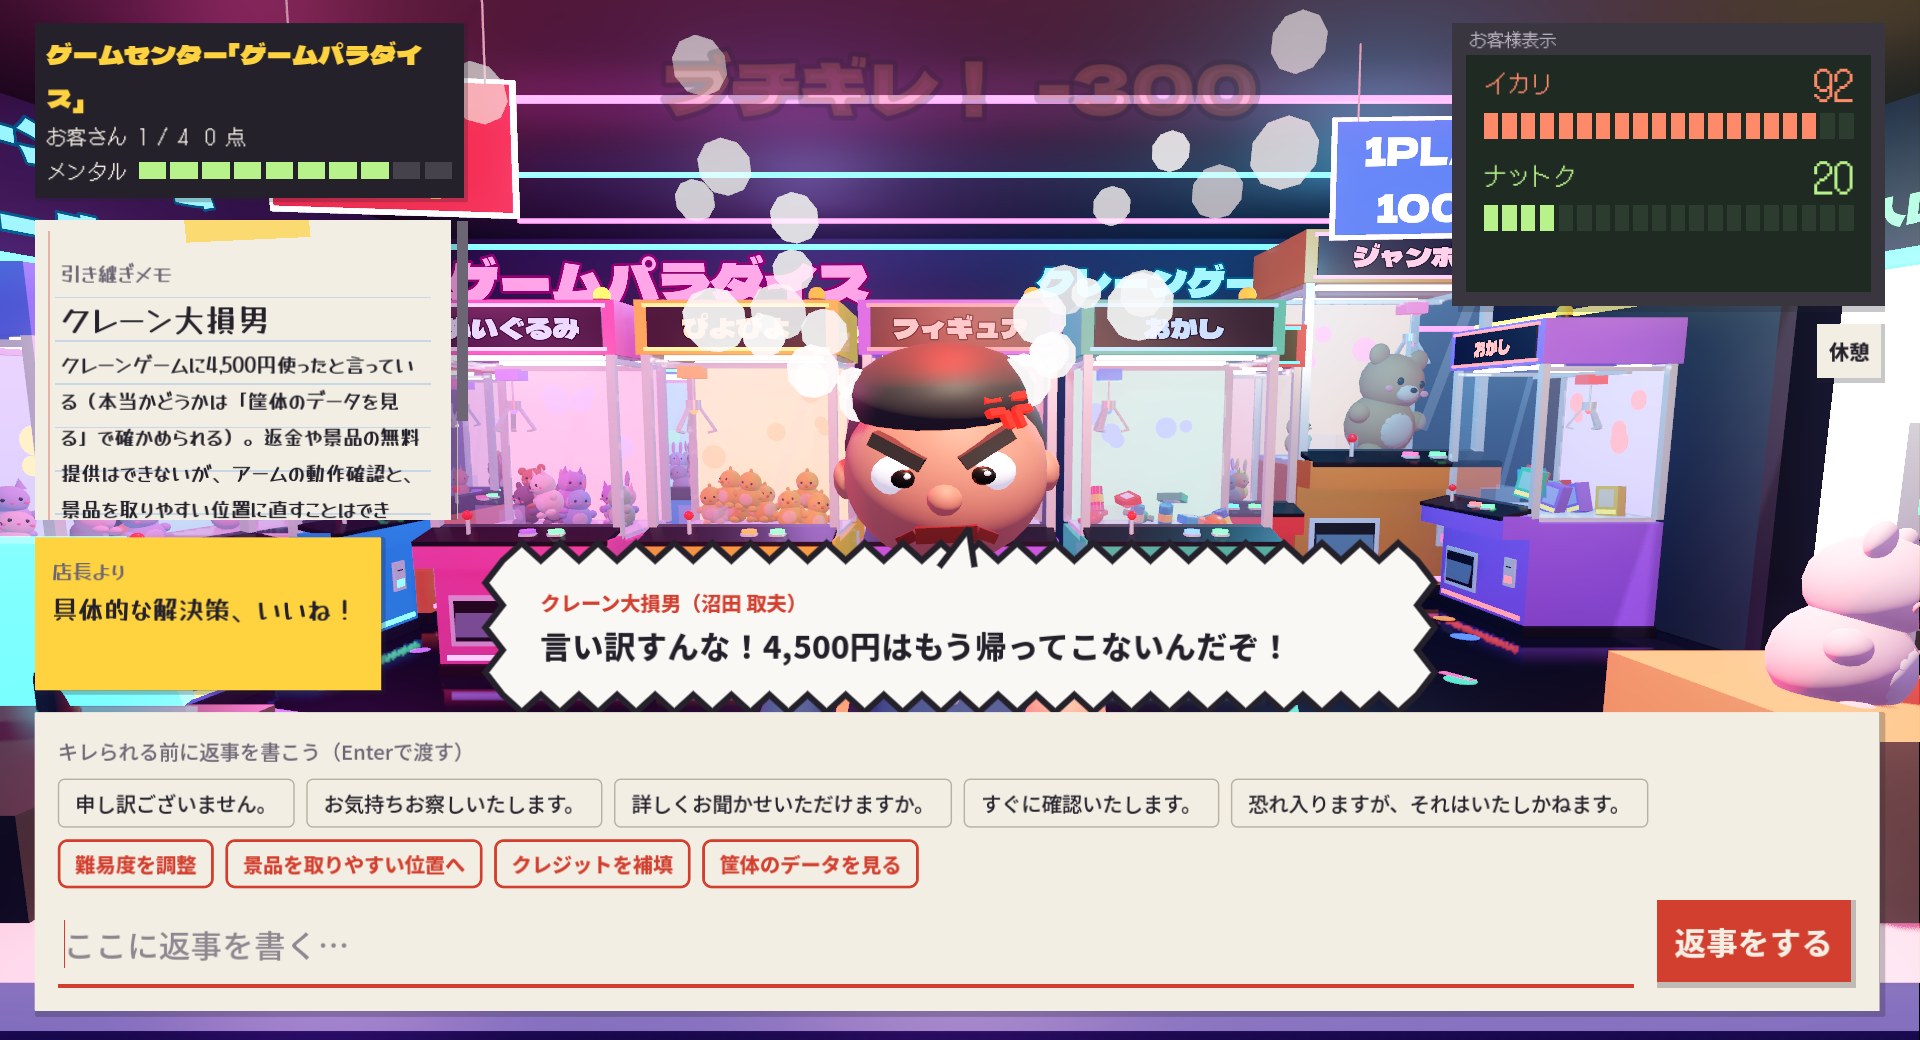 ゲームセンター「ゲームパラダイ
ス」
お客さん 1/4 0点
メンタル
ブチギレ! -300
お客様表示
イカリ 92
ナットク 20
休憩
1PL
100
ゲームパラダイス
クレーンゲー
ジャンボ
いぐるみ
ぴよぴよ
フィギュア
おかし
おかし
引き継ぎメモ
クレーン大損男
クレーンゲームに4,500円使ったと言ってい
る(本当かどうかは「筐体のデータを見
る」で確かめられる)。返金や景品の無料
提供はできないが、アームの動作確認と、
景品を取りやすい位置に直すことはでき
店長より
具体的な解決策、いいね!
クレーン大損男(沼田 取夫)
言い訳すんな!4,500円はもう帰ってこないんだぞ!
キレられる前に返事を書こう(Enterで渡す)
申し訳ございません。
お気持ちお察しいたします。
詳しくお聞かせいただけますか。
すぐに確認いたします。
恐れ入りますが、それはいたしかねます。
難易度を調整
景品を取りやすい位置へ
クレジットを補填
筐体のデータを見る
ここに返事を書く…
返事をする